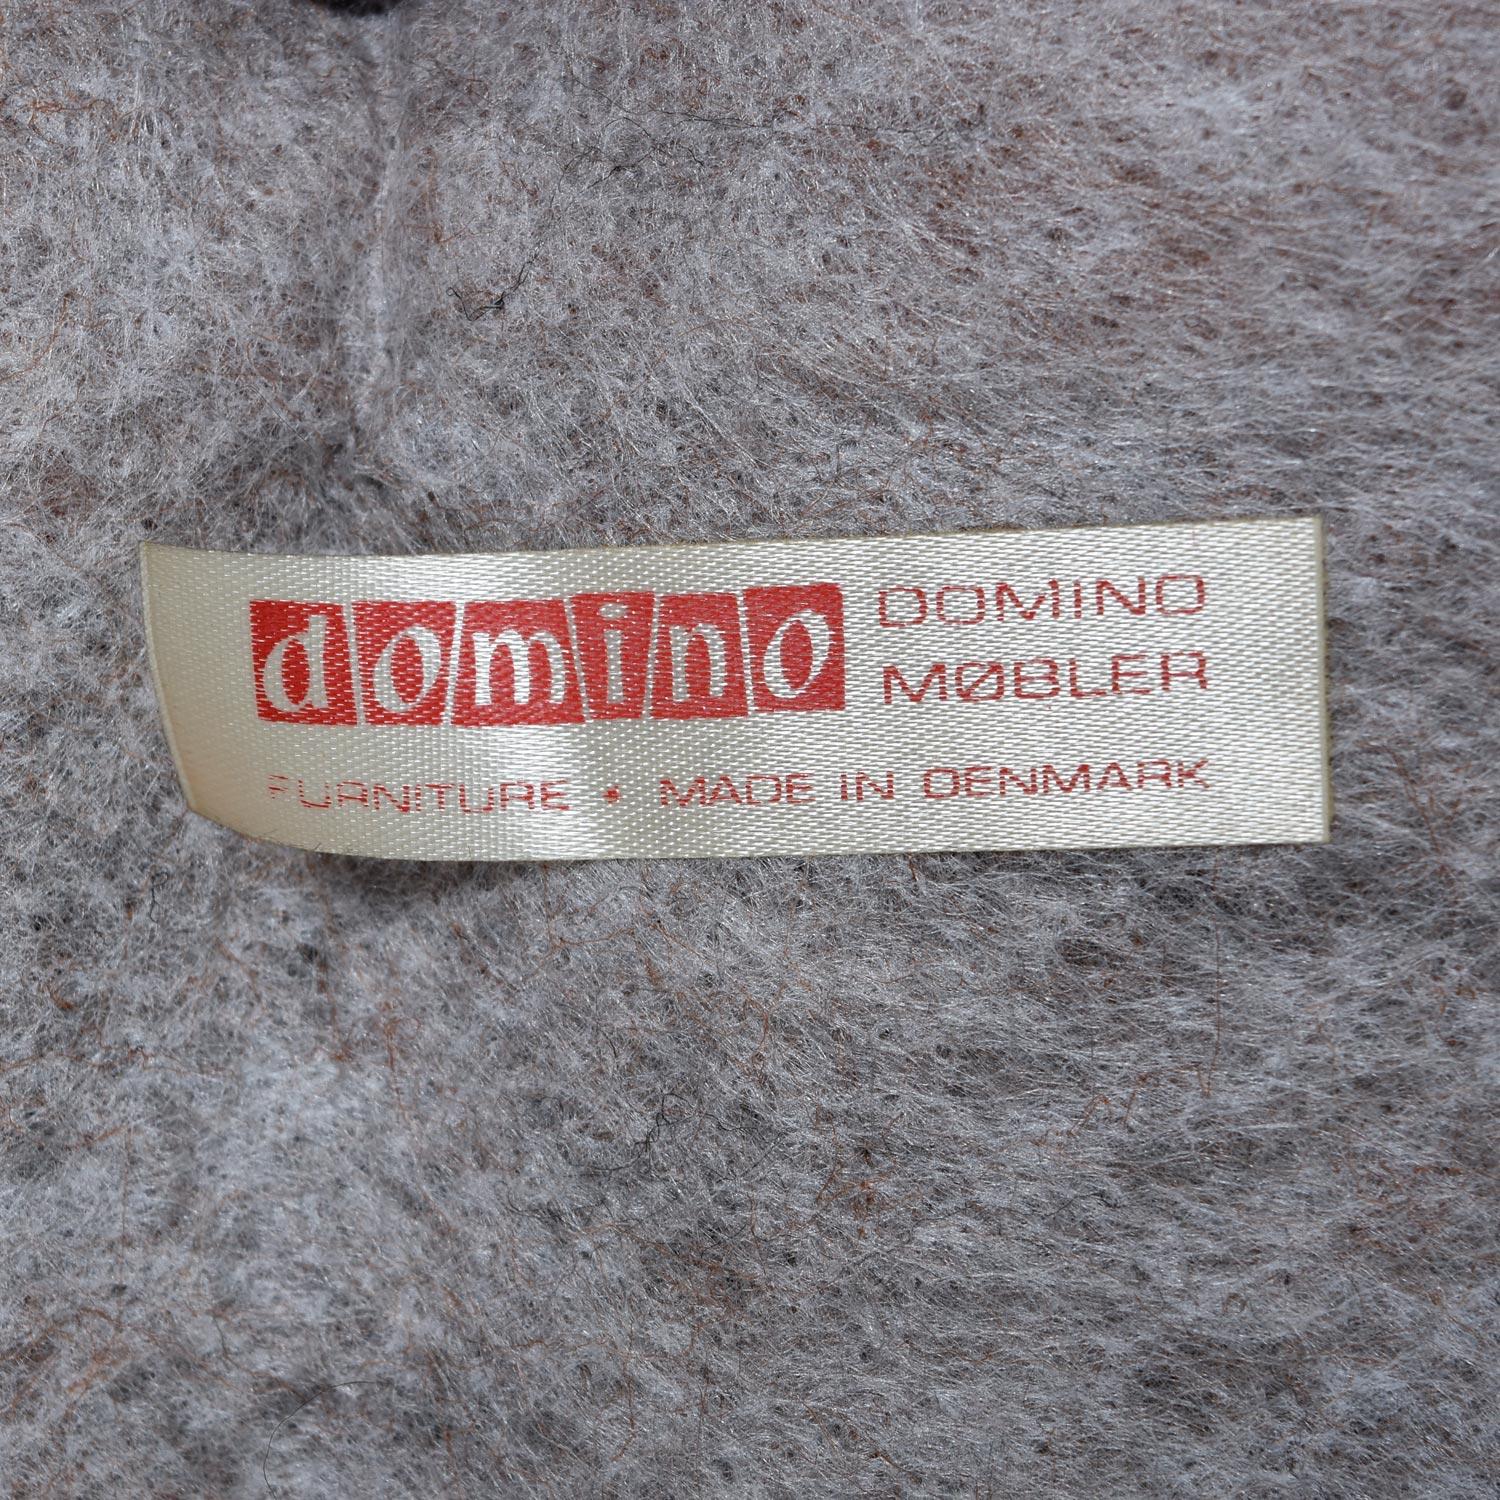 domino DOMINO
MØBLER
FURNITURE • MADE IN DENMARK